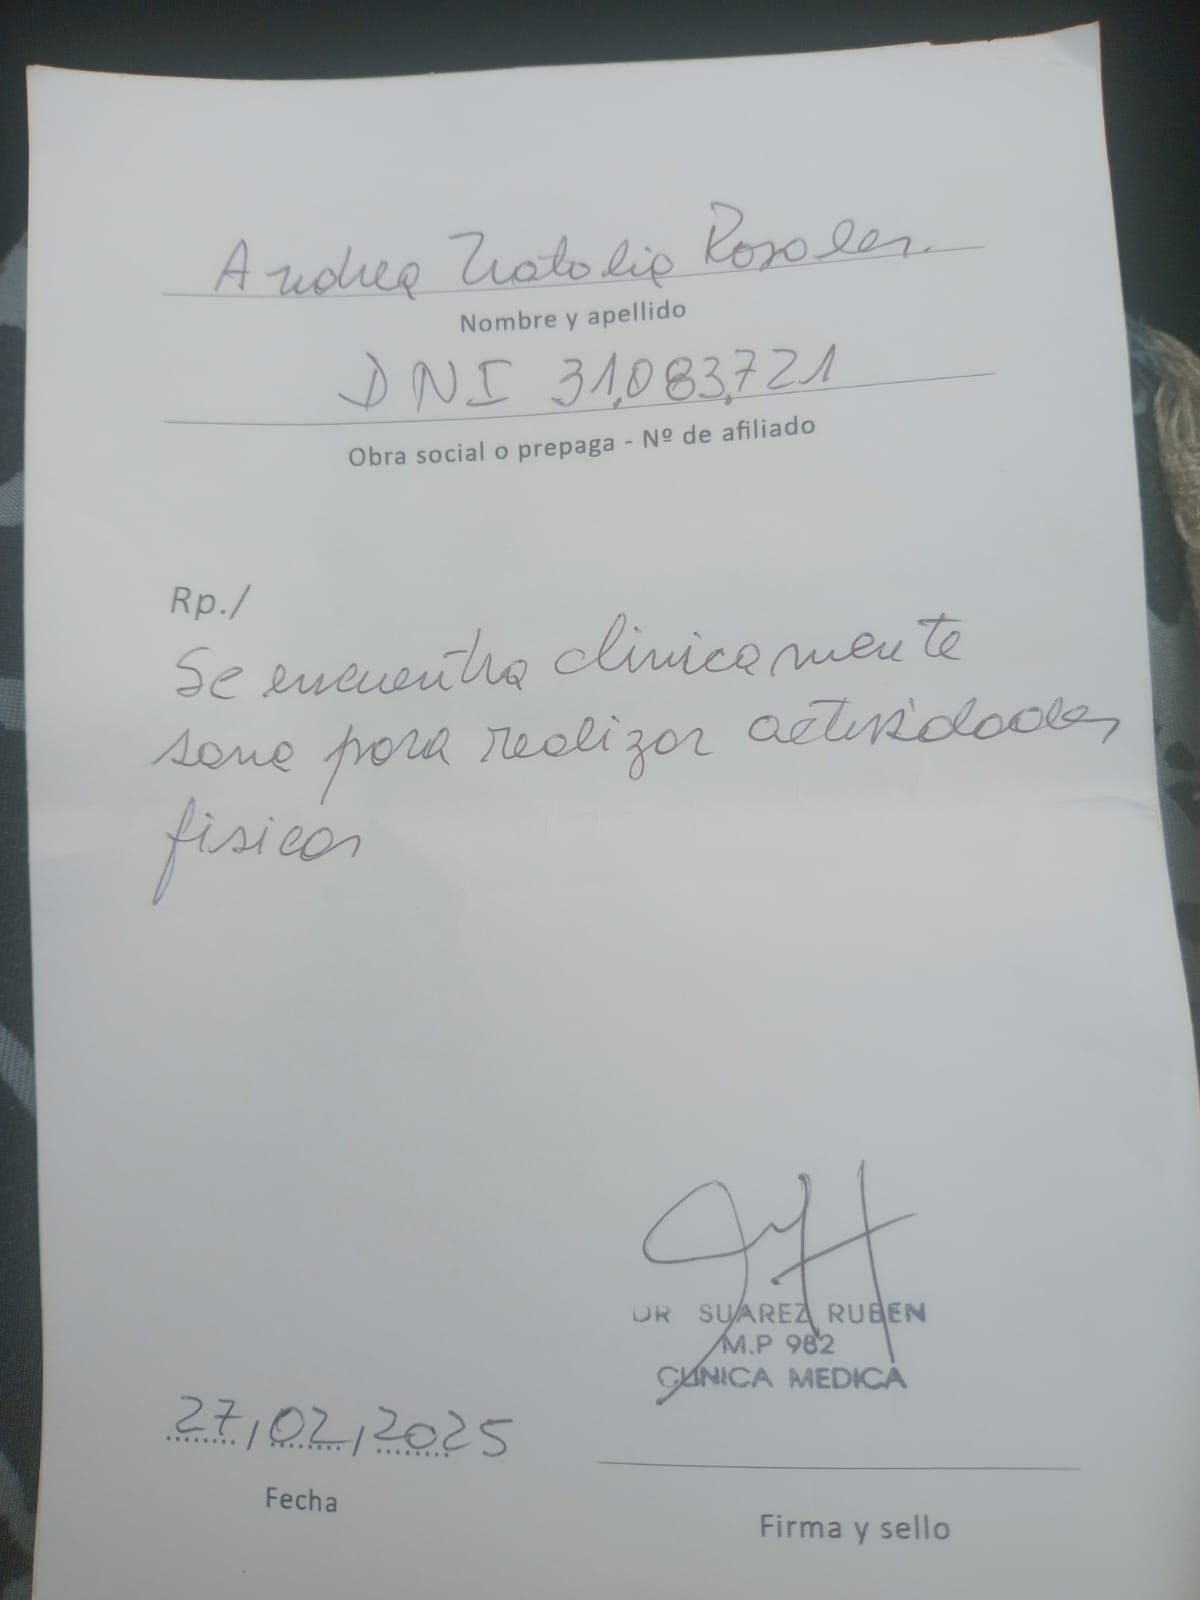 Andrea Natalia Rosales.
Nombre y apellido
DNI 31,083,721
Obra social o prepaga - Nº de afiliado
Rp./
Se encuentra clinicamente
sana para realizar actividades
fisicas
DR SUAREZ RUBEN
M.P 982
CLINICA MEDICA
27/02/2025
Fecha
Firma y sello